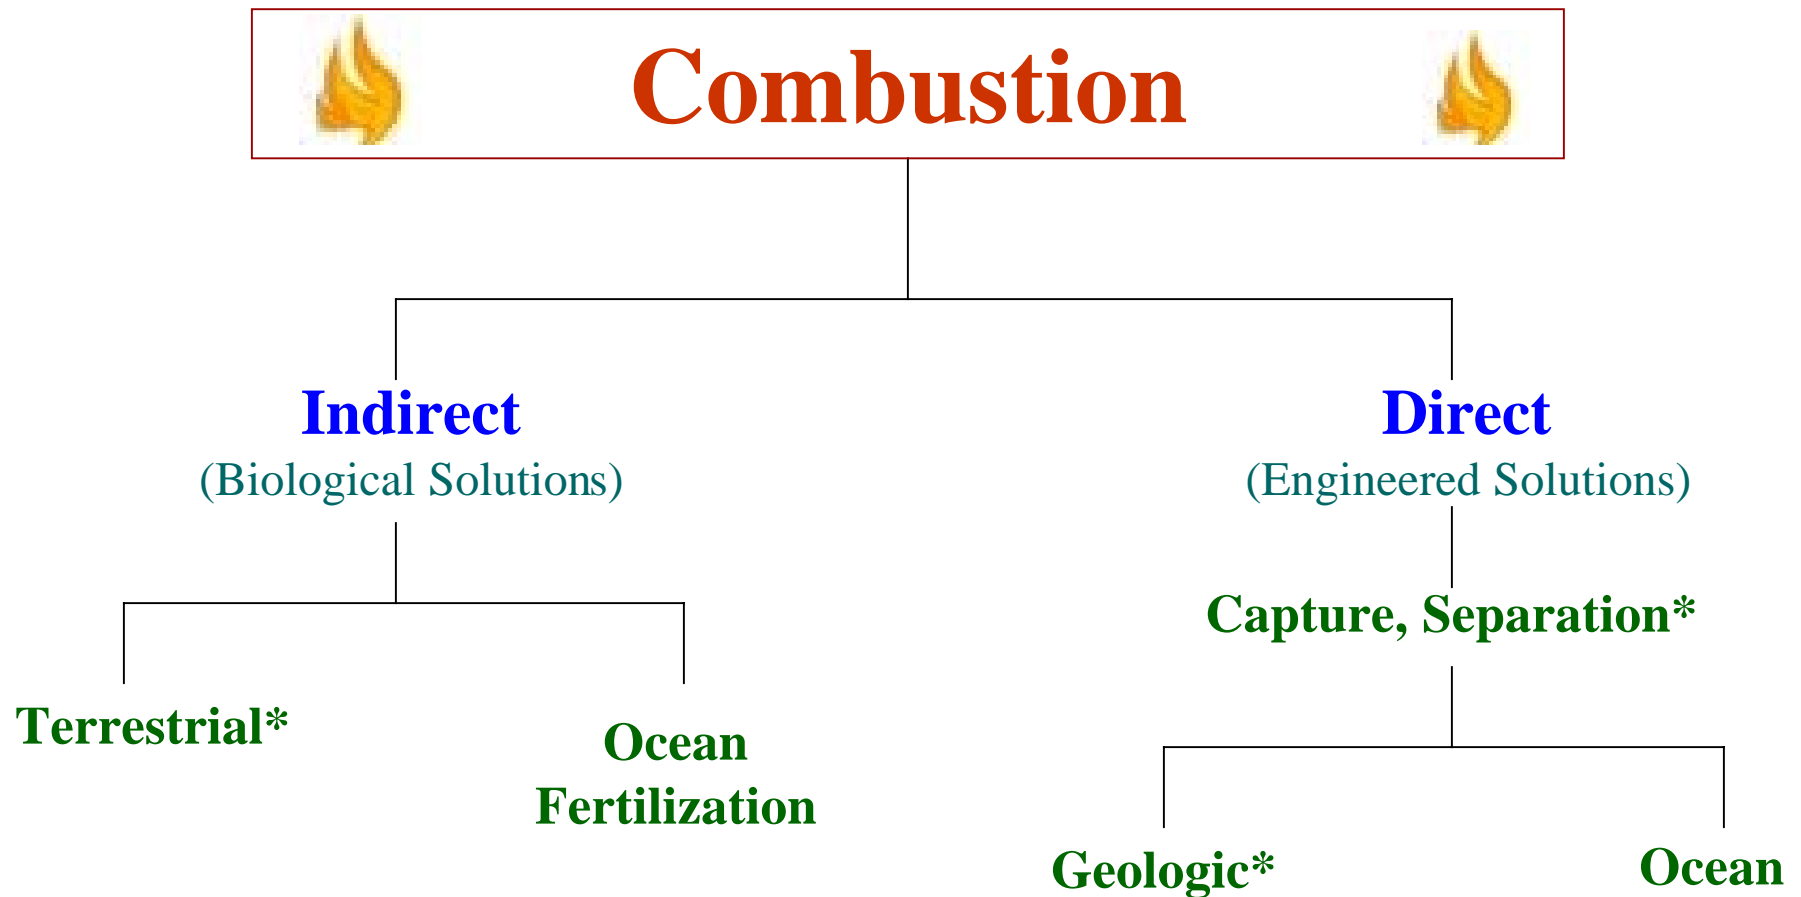 Combustion
Indirect
(Biological Solutions)
Direct
(Engineered Solutions)
Capture, Separation*
Terrestrial*
Ocean
Fertilization
Geologic*
Ocean